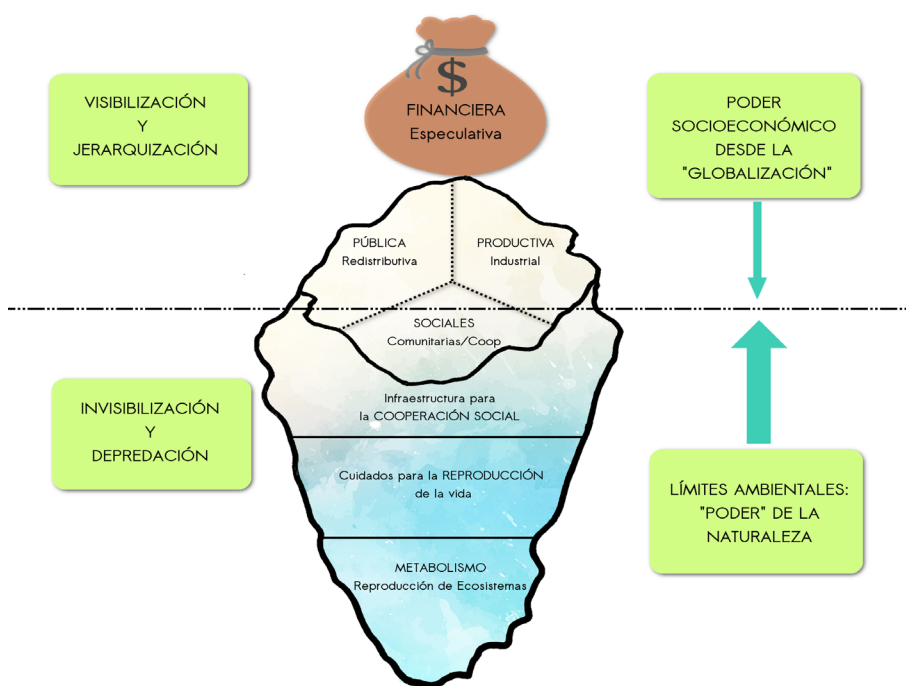 VISIBILIZACIÓN
Y
JERARQUIZACIÓN
$
FINANCIERA
Especulativa
PODER
SOCIOECONÓMICO
DESDE LA
"GLOBALIZACIÓN"
PÚBLICA
Redistributiva
PRODUCTIVA
Industrial
SOCIALES
Comunitarias/Coop
INVISIBILIZACIÓN
Y
DEPREDACIÓN
Infraestructura para
la COOPERACIÓN SOCIAL
Cuidados para la REPRODUCCIÓN
de la vida
METABOLISMO
Reproducción de Ecosistemas
LÍMITES AMBIENTALES:
"PODER" DE LA
NATURALEZA